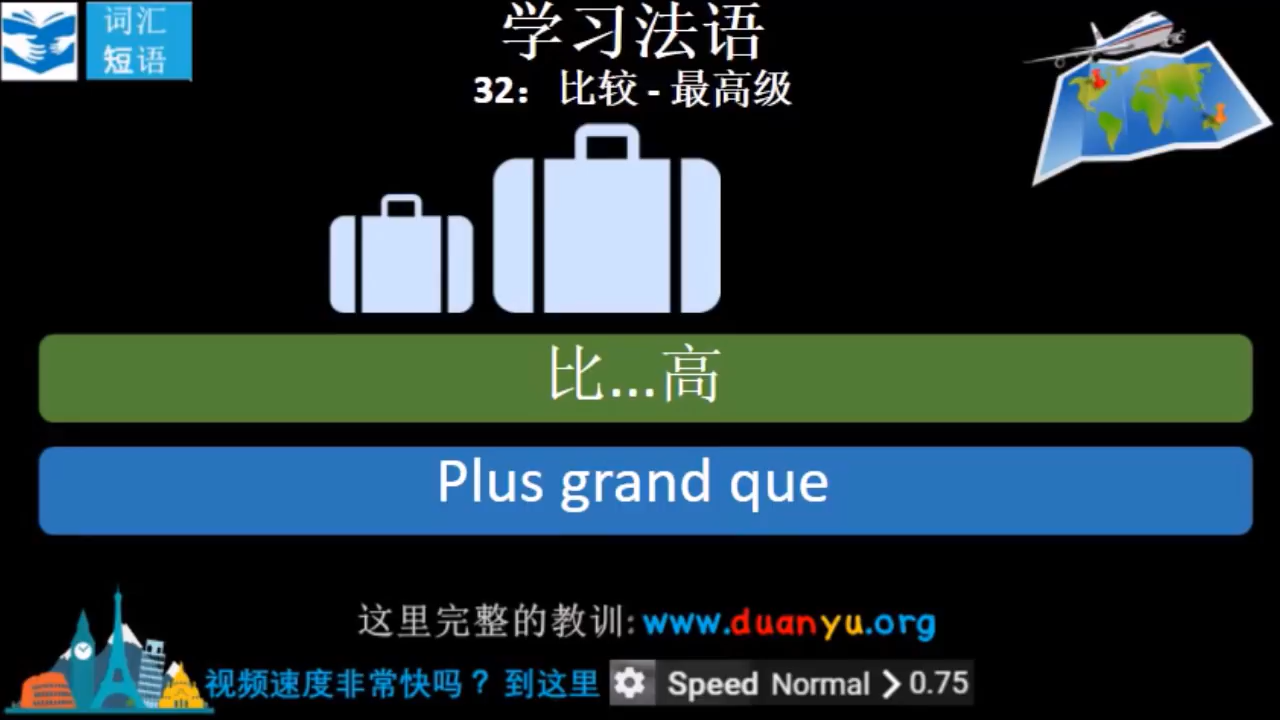 词汇
短语
学习法语
32: 比较 - 最高级
比...高
Plus grand que
这里完整的教训: www.duanyu.org
视频速度非常快吗？ 到这里 Speed Normal > 0.75